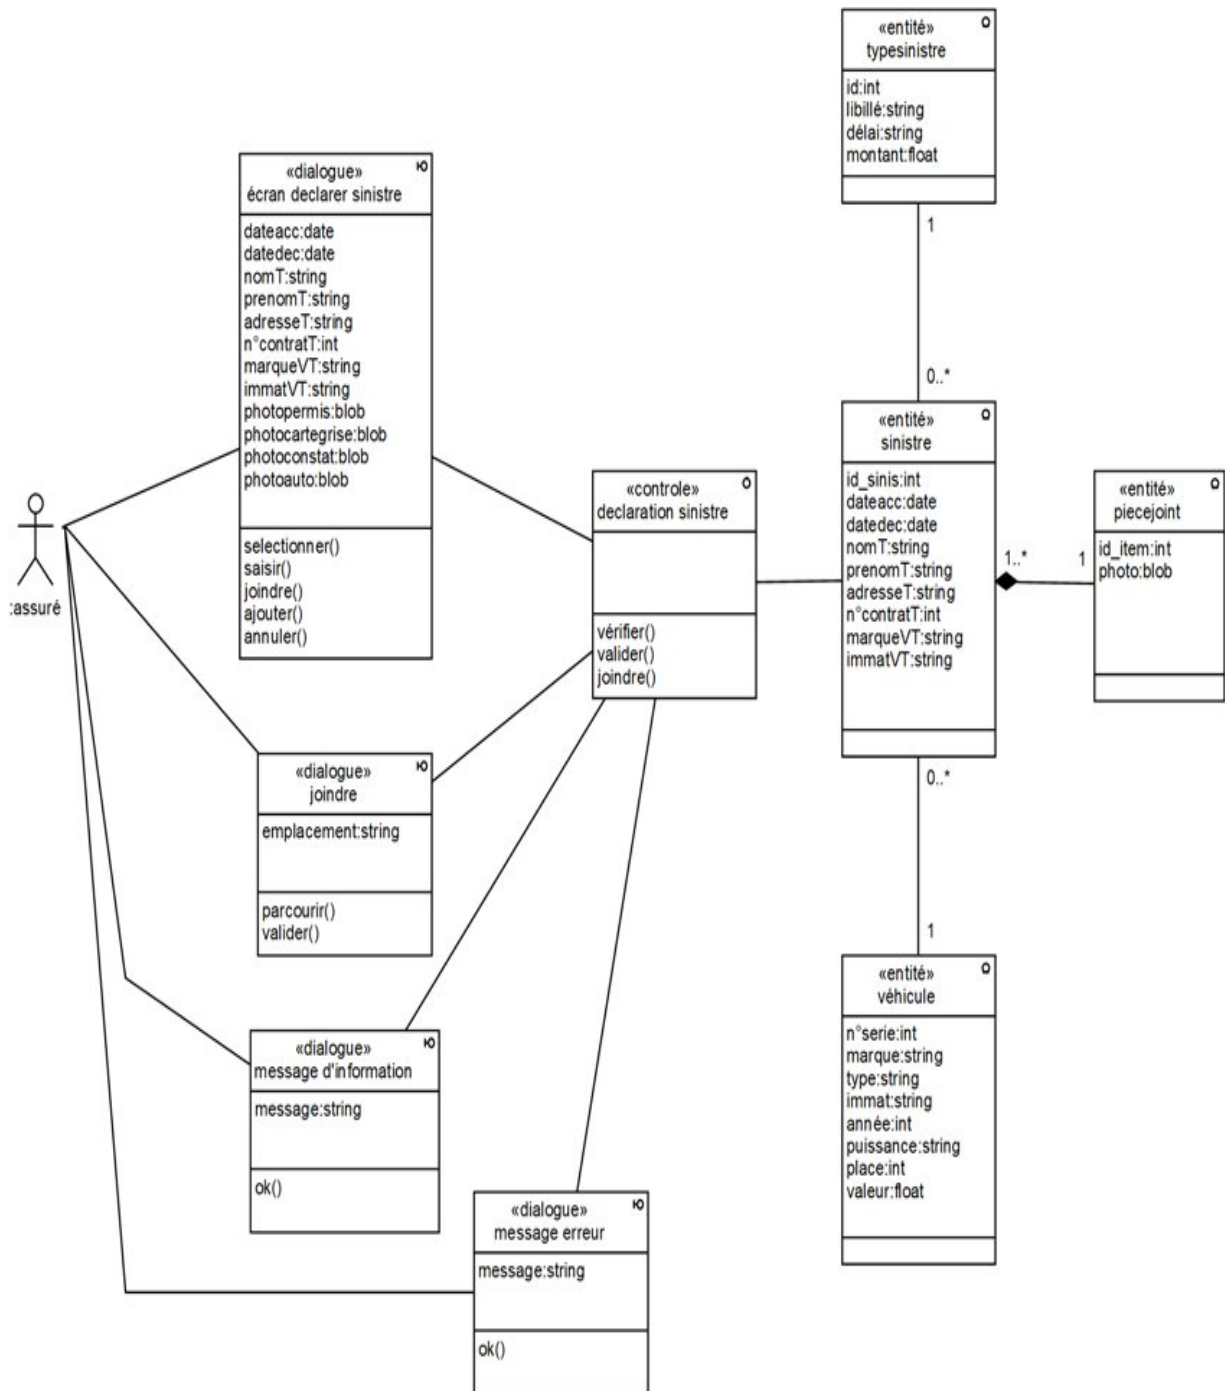 «entité»
typesinistre
id:int
libillé:string
délai:string
montant:float
1
0..*
«dialogue»
écran declarer sinistre
dateacc:date
datedec:date
nomT:string
prenomT:string
adresseT:string
n°contratT:int
marqueVT:string
immatVT:string
photopermis:blob
photocartegrise:blob
photoconstat:blob
photoauto:blob
selectionner()
saisir()
joindre()
ajouter()
annuler()
:assuré
«controle»
declaration sinistre
vérifier()
valider()
joindre()
«entité»
sinistre
id_sinis:int
dateacc:date
datedec:date
nomT:string
prenomT:string
adresseT:string
n°contratT:int
marqueVT:string
immatVT:string
1..*
1
«entité»
piecejoint
id_item:int
photo:blob
0..*
1
«dialogue»
joindre
emplacement:string
parcourir()
valider()
«entité»
véhicule
n°serie:int
marque:string
type:string
immat:string
année:int
puissance:string
place:int
valeur:float
«dialogue»
message d'information
message:string
ok()
«dialogue»
message erreur
message:string
ok()